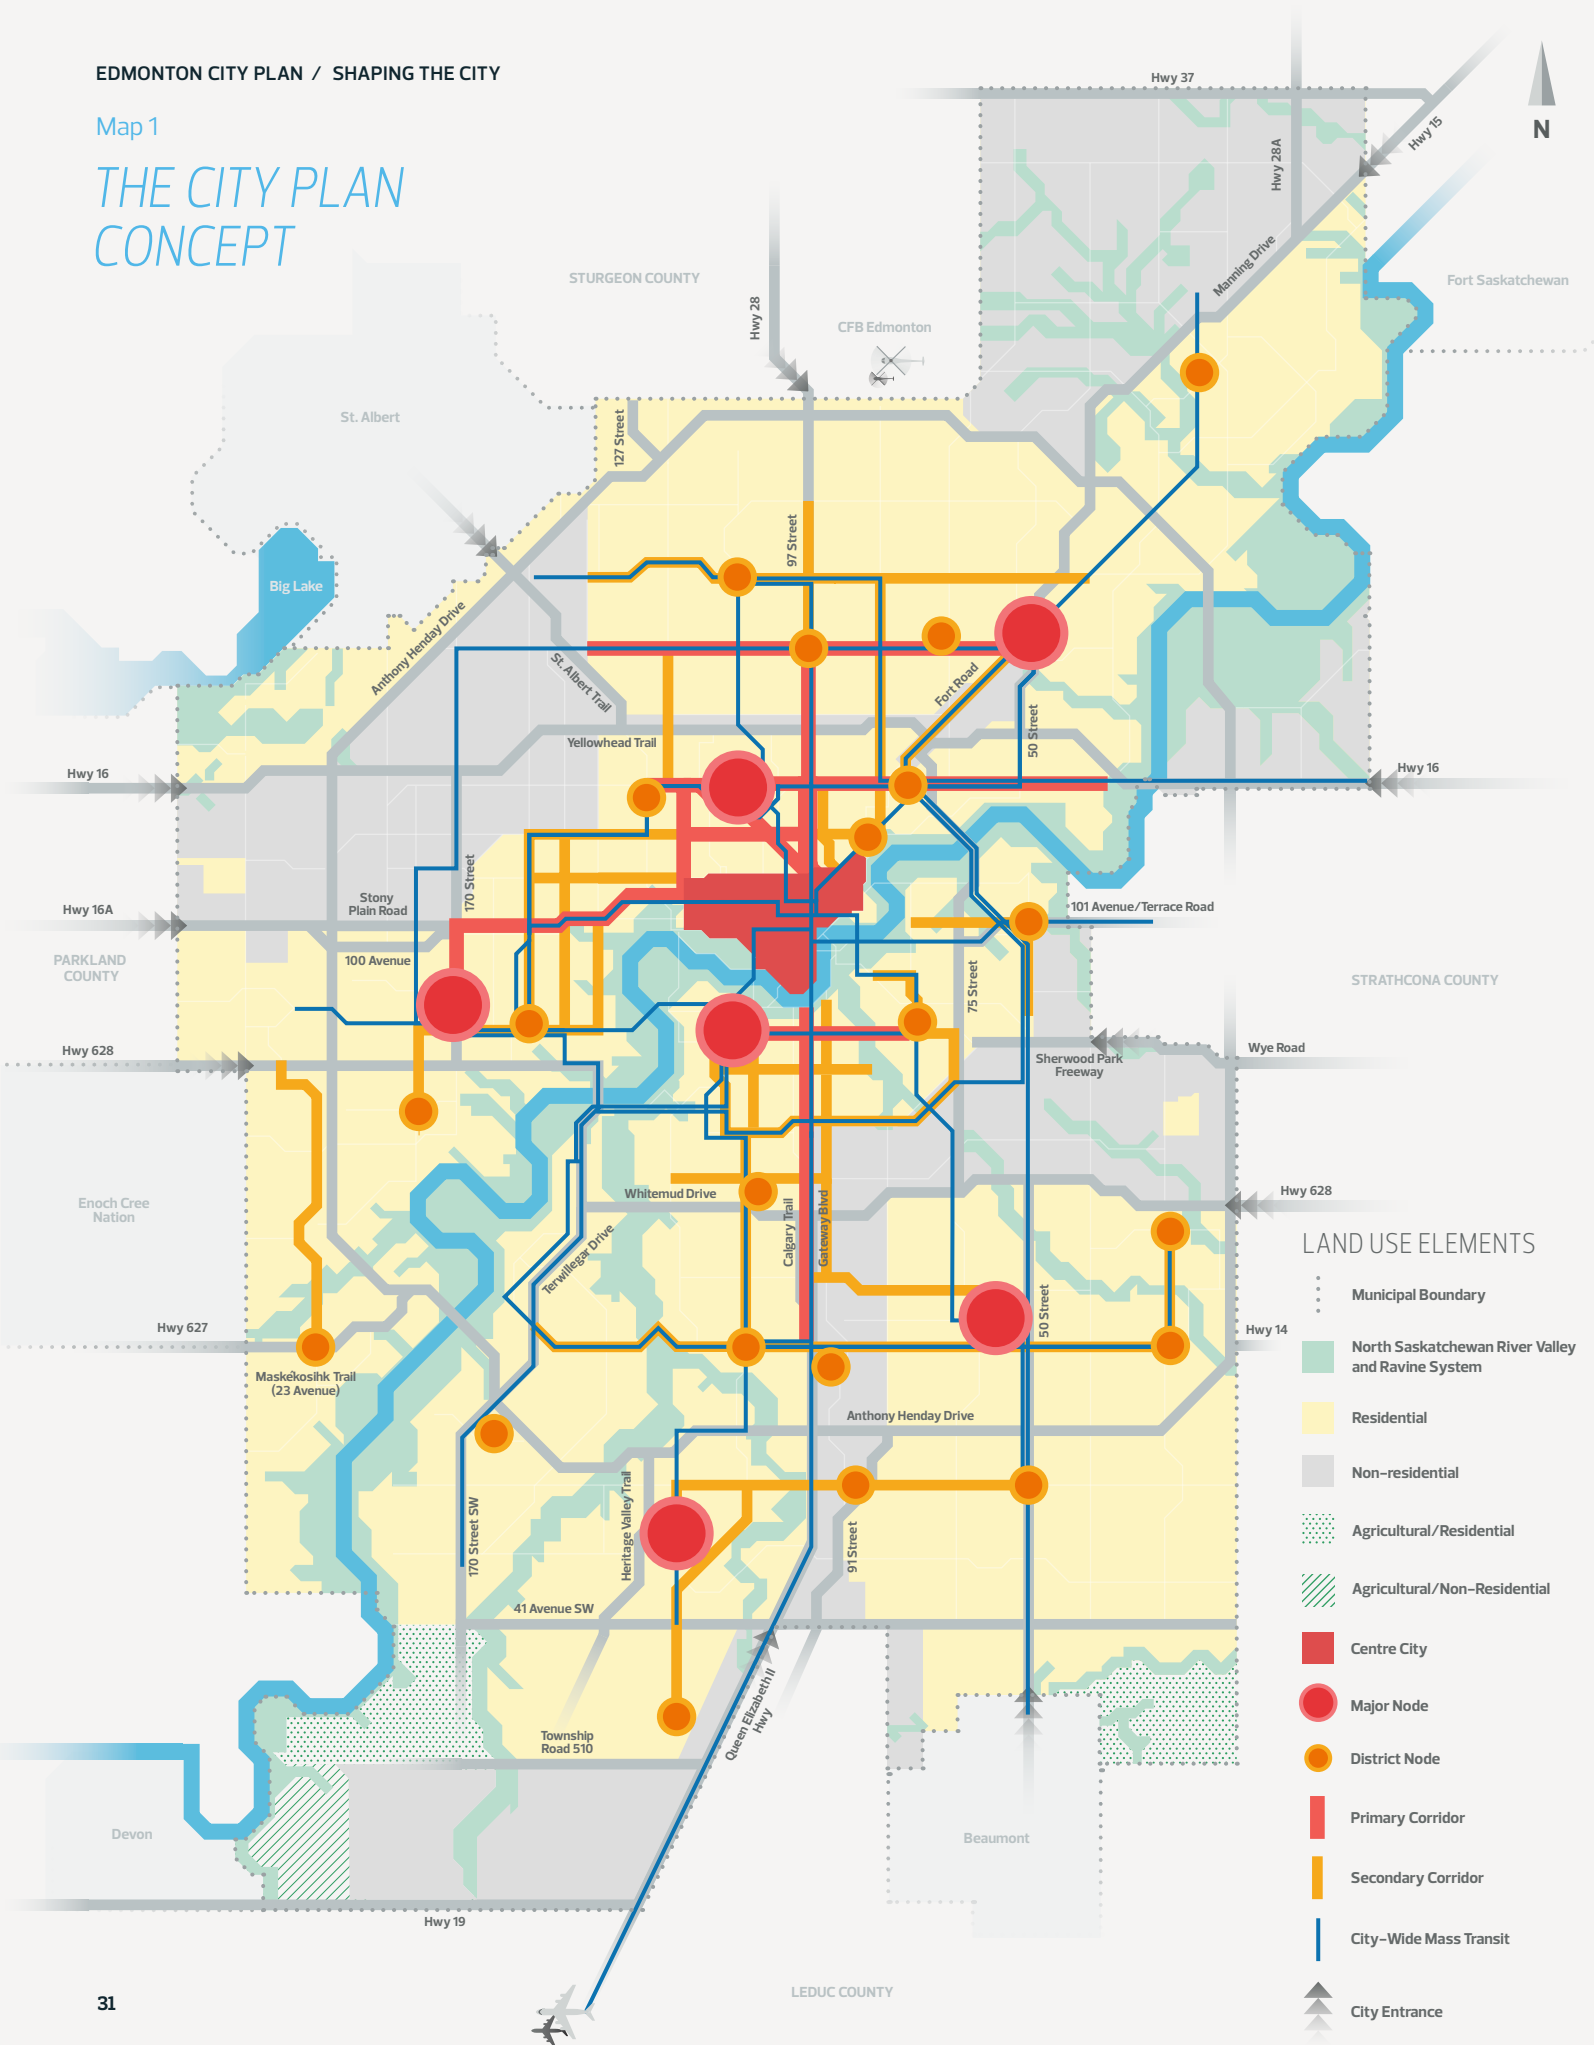 EDMONTON CITY PLAN / SHAPING THE CITY
Map 1
THE CITY PLAN
CONCEPT
Hwy 37
Hwy 15
N
Hwy 28A
Manning Drive
STURGEON COUNTY
Fort Saskatchewan
Hwy 28
CFB Edmonton
St. Albert
127 Street
97 Street
Big Lake
Anthony Henday Drive
St. Albert Trail
Fort Road
50 Street
Yellowhead Trail
Hwy 16
Hwy 16
170 Street
Stony
Plain Road
Hwy 16A
101 Avenue/Terrace Road
100 Avenue
PARKLAND
COUNTY
75 Street
STRATHCONA COUNTY
Hwy 628
Wye Road
Sherwood Park
Freeway
Enoch Cree
Nation
Whitemud Drive
Hwy 628
Calgary Trail
Gateway Blvd
Terwillegar Drive
50 Street
Hwy 627
Hwy 14
Maskêkosihk Trail
(23 Avenue)
Anthony Henday Drive
170 Street SW
Heritage Valley Trail
91 Street
41 Avenue SW
Queen Elizabeth II
Hwy
Township
Road 510
Devon
Beaumont
Hwy 19
LEDUC COUNTY
LAND USE ELEMENTS
Municipal Boundary
North Saskatchewan River Valley
and Ravine System
Residential
Non-residential
Agricultural/Residential
Agricultural/Non-Residential
Centre City
Major Node
District Node
Primary Corridor
Secondary Corridor
City-Wide Mass Transit
City Entrance
31